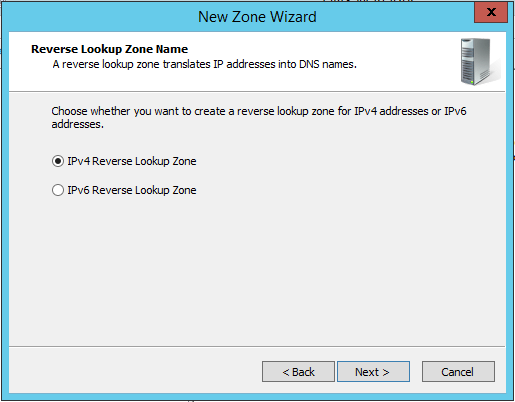 New Zone Wizard
X
Reverse Lookup Zone Name
A reverse lookup zone translates IP addresses into DNS names.
Choose whether you want to create a reverse lookup zone for IPv4 addresses or IPv6
addresses.
IPv4 Reverse Lookup Zone
IPv6 Reverse Lookup Zone
< Back
Next >
Cancel